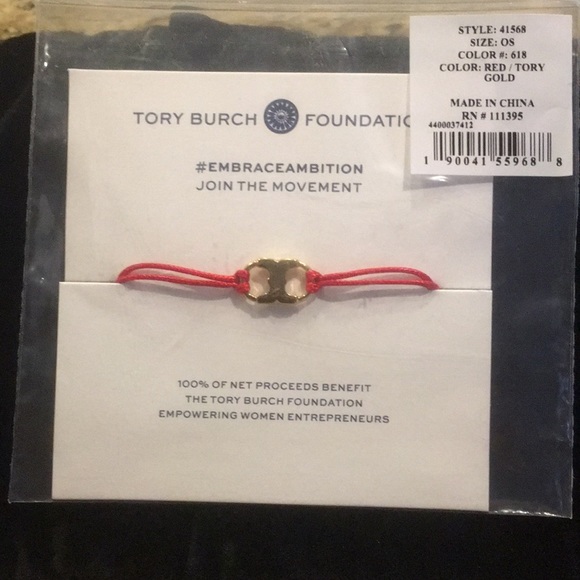 STYLE: 41568
SIZE: OS
COLOR #: 618
COLOR: RED / TORY
GOLD
MADE IN CHINA
RN # 111395
4400037412
1 90041 55968 8
TORY BURCH FOUNDATIO
#EMBRACEAMBITION
JOIN THE MOVEMENT
100% OF NET PROCEEDS BENEFIT
THE TORY BURCH FOUNDATION
EMPOWERING WOMEN ENTREPRENEURS